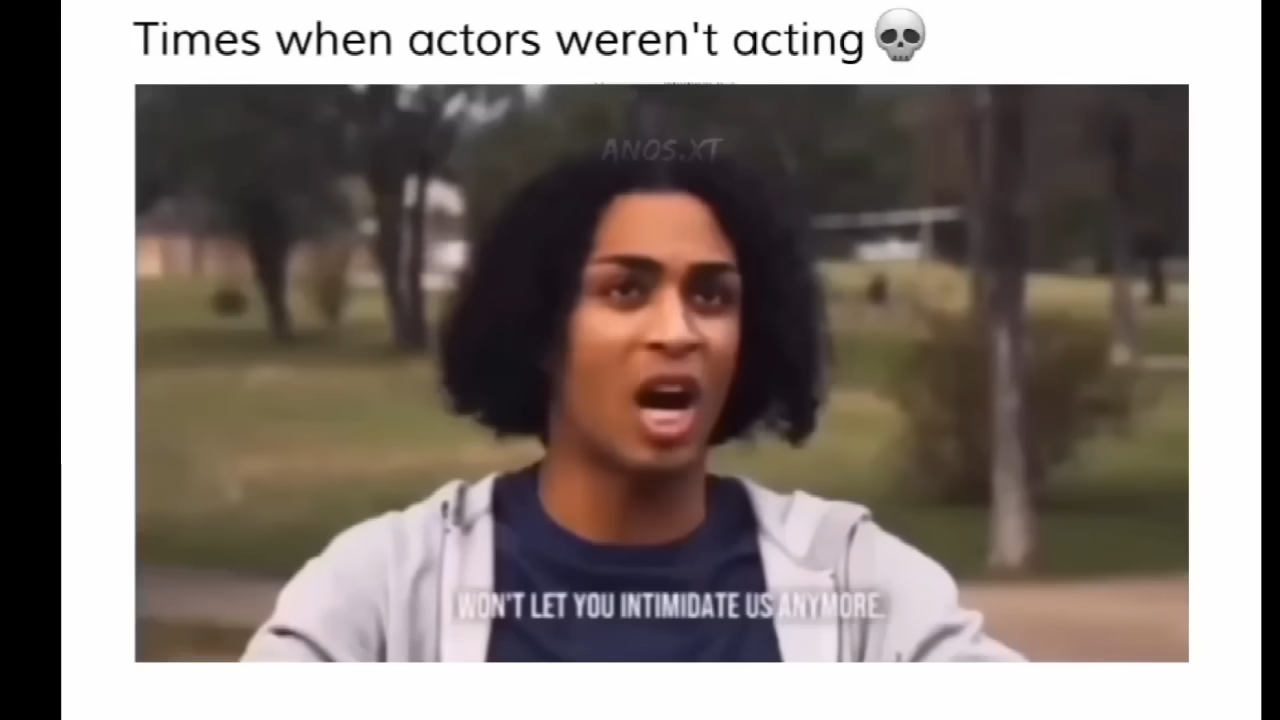 Times when actors weren't acting💀
ANOS.XT
WON'T LET YOU INTIMIDATE US ANYMORE.